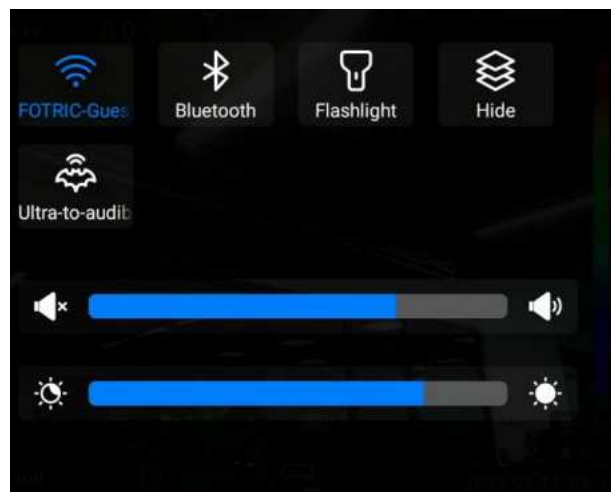 FOTRIC-Gues
Bluetooth
Flashlight
Hide
Ultra-to-audib